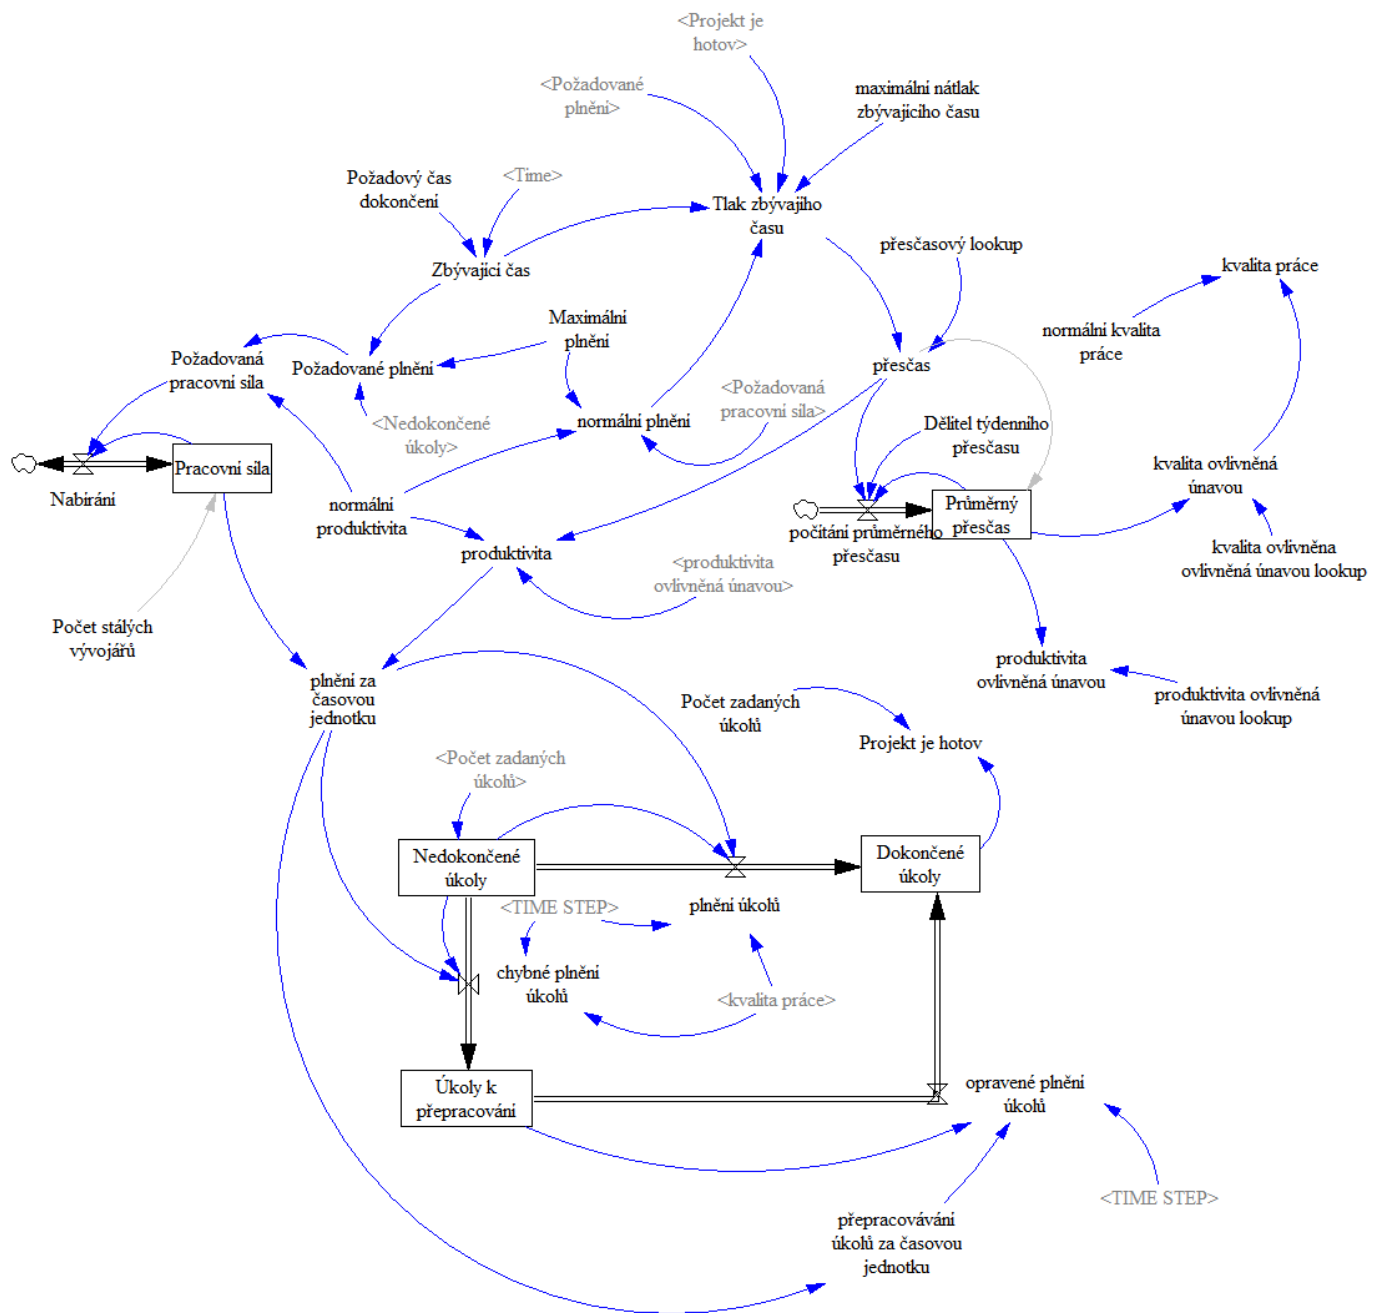 <Projekt je
hotov>
<Požadované
plnění>
maximální nátlak
zbývajícího času
Požadový čas
dokončení
<Time>
Tlak zbývajího
času
přesčasový lookup
Zbývající čas
kvalita práce
Maximální
plnění
normální kvalita
práce
Požadovaná
pracovní síla
Požadované plnění
přesčas
<Požadovaná
pracovní síla>
<Nedokončené
úkoly>
normální plnění
Dělitel týdenního
přesčasu
Pracovní síla
kvalita ovlivněná
únavou
Nabírání
normální
produktivita
Průměrný
přesčas
počítání průměrného
přesčasu
produktivita
kvalita ovlivněna
ovlivněná únavou lookup
<produktivita
ovlivněná únavou>
Počet stálých
vývojářů
produktivita
ovlivněná únavou
plnění za
časovou
jednotku
produktivita ovlivněná
únavou lookup
Počet zadaných
úkolů
Projekt je hotov
<Počet zadaných
úkolů>
Nedokončené
úkoly
Dokončené
úkoly
<TIME STEP>
plnění úkolů
chybné plnění
úkolů
<kvalita práce>
Úkoly k
přepracování
opravené plnění
úkolů
<TIME STEP>
přepracovávání
úkolů za časovou
jednotku